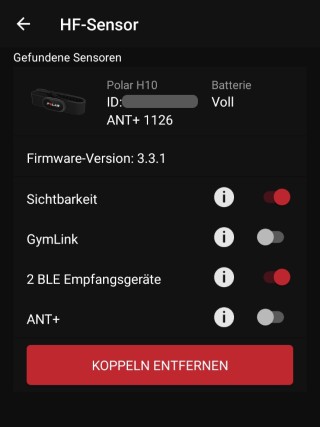 HF-Sensor
Gefundene Sensoren
Polar H10
Batterie
ID:
Voll
ANT+ 1126
POLAR
Firmware-Version: 3.3.1
Sichtbarkeit
GymLink
2 BLE Empfangsgeräte
ANT+
KOPPELN ENTFERNEN